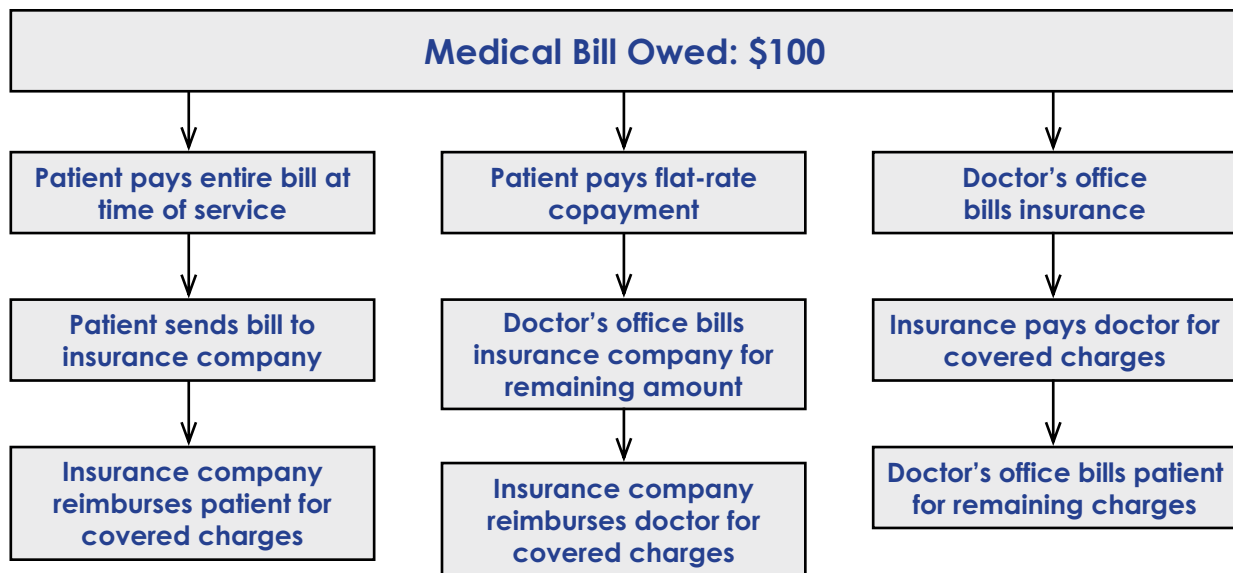 Medical Bill Owed: $100
Patient pays entire bill at
time of service
Patient sends bill to
insurance company
Insurance company
reimburses patient for
covered charges
Patient pays flat-rate
copayment
Doctor’s office bills
insurance company for
remaining amount
Insurance company
reimburses doctor for
covered charges
Doctor’s office
bills insurance
Insurance pays doctor for
covered charges
Doctor’s office bills patient
for remaining charges